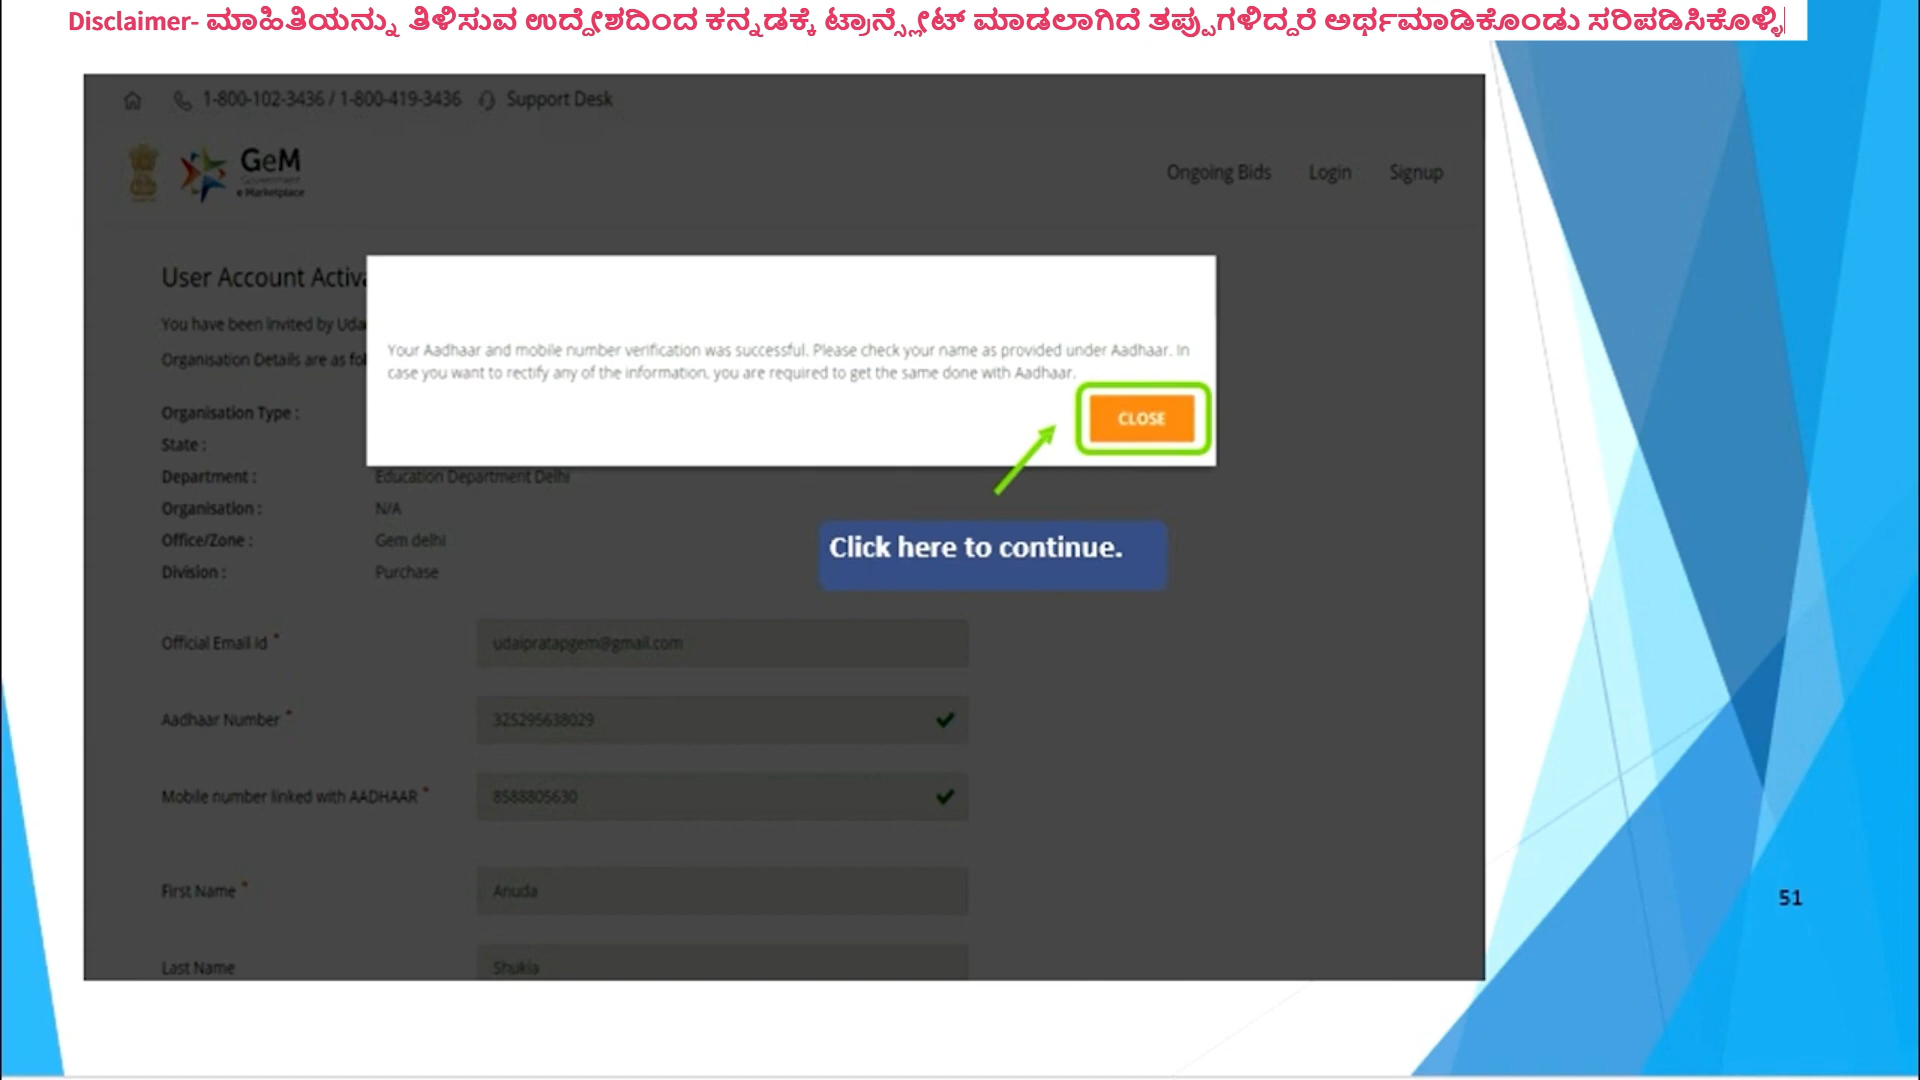 Disclaimer- ಮಾಹಿತಿಯನ್ನು ತಿಳಿಸುವ ಉದ್ದೇಶದಿಂದ ಕನ್ನಡಕ್ಕೆ ಟ್ರಾನ್ಸ್ಲೇಟ್ ಮಾಡಲಾಗಿದೆ ತಪ್ಪುಗಳಿದ್ದರೆ ಅರ್ಥಮಾಡಿಕೊಂಡು ಸರಿಪಡಿಸಿಕೊಳ್ಳಿ
1-800-102-3436 / 1-800-419-3436 Support Desk
GeM
Government
e Marketplace
Ongoing Bids Login Signup
User Account Activa
You have been invited by Uda
Organisation Details are as fol
Your Aadhaar and mobile number verification was successful. Please check your name as provided under Aadhaar. In
case you want to rectify any of the information, you are required to get the same done with Aadhaar.
CLOSE
Organisation Type :
State :
Department : Education Department Delhi
Organisation : N/A
Office/Zone : Gem delhi
Division : Purchase
Click here to continue.
Official Email Id * udaipratapgem@gmail.com
Aadhaar Number * 325295638029
Mobile number linked with AADHAAR * 8588805630
First Name * Anuda
Last Name Shukla
51